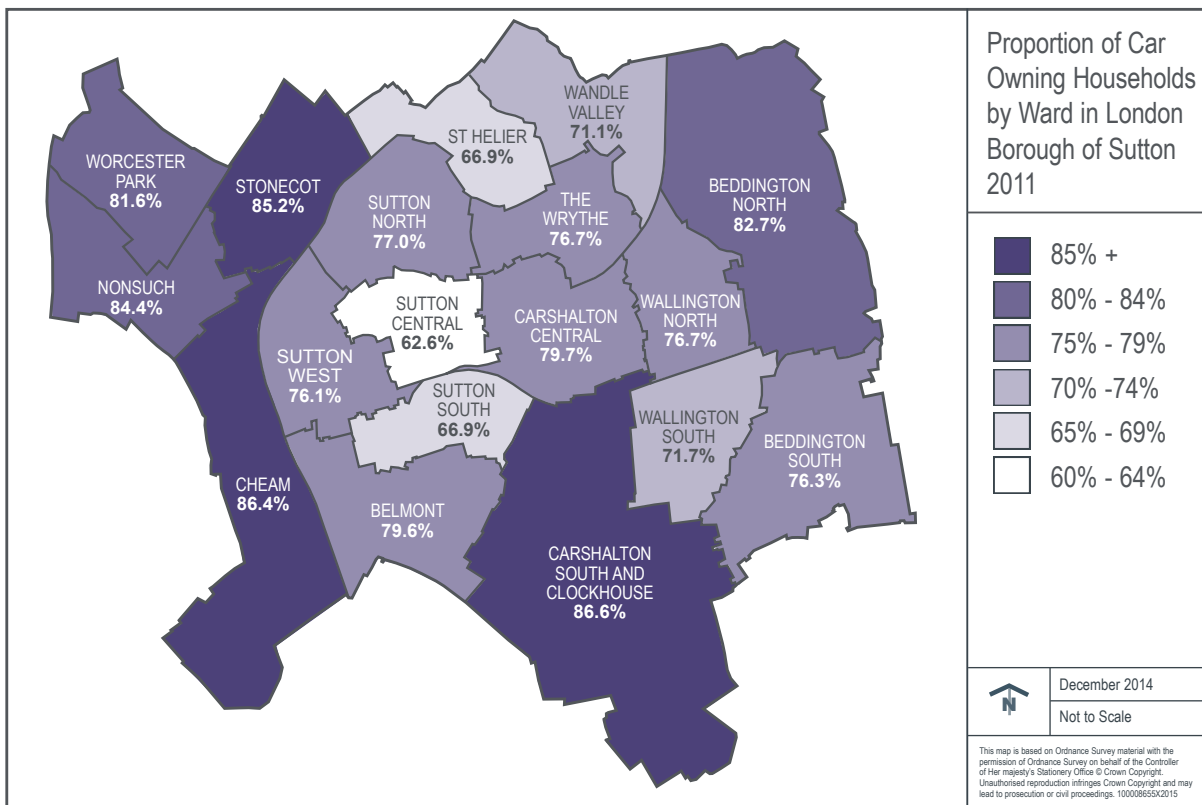 Proportion of Car
Owning Households
by Ward in London
Borough of Sutton
2011
85% +
80% - 84%
75% - 79%
70% -74%
65% - 69%
60% - 64%
WANDLE
VALLEY
71.1%
ST HELIER
66.9%
WORCESTER
PARK
81.6%
STONECOT
85.2%
BEDDINGTON
NORTH
82.7%
SUTTON
NORTH
77.0%
THE
WRYTHE
76.7%
NONSUCH
84.4%
SUTTON
CENTRAL
62.6%
CARSHALTON
CENTRAL
79.7%
WALLINGTON
NORTH
76.7%
SUTTON
WEST
76.1%
SUTTON
SOUTH
66.9%
WALLINGTON
SOUTH
71.7%
BEDDINGTON
SOUTH
76.3%
CHEAM
86.4%
BELMONT
79.6%
CARSHALTON
SOUTH AND
CLOCKHOUSE
86.6%
N
December 2014
Not to Scale
This map is based on Ordnance Survey material with the
permission of Ordnance Survey on behalf of the Controller
of Her majesty's Stationery Office © Crown Copyright.
Unauthorised reproduction infringes Crown Copyright and may
lead to prosecution or civil proceedings. 100008655X2015